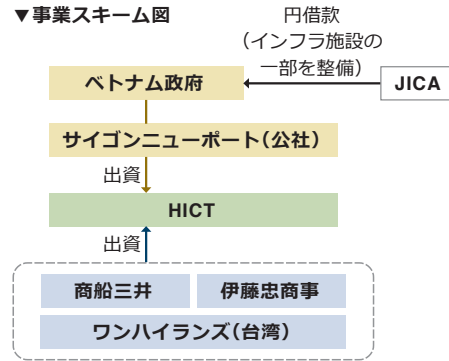 ▼事業スキーム図
円借款
（インフラ施設の
一部を整備）
ベトナム政府
JICA
サイゴンニューポート（公社）
出資
HICT
出資
商船三井
伊藤忠商事
ワンハイランズ（台湾）